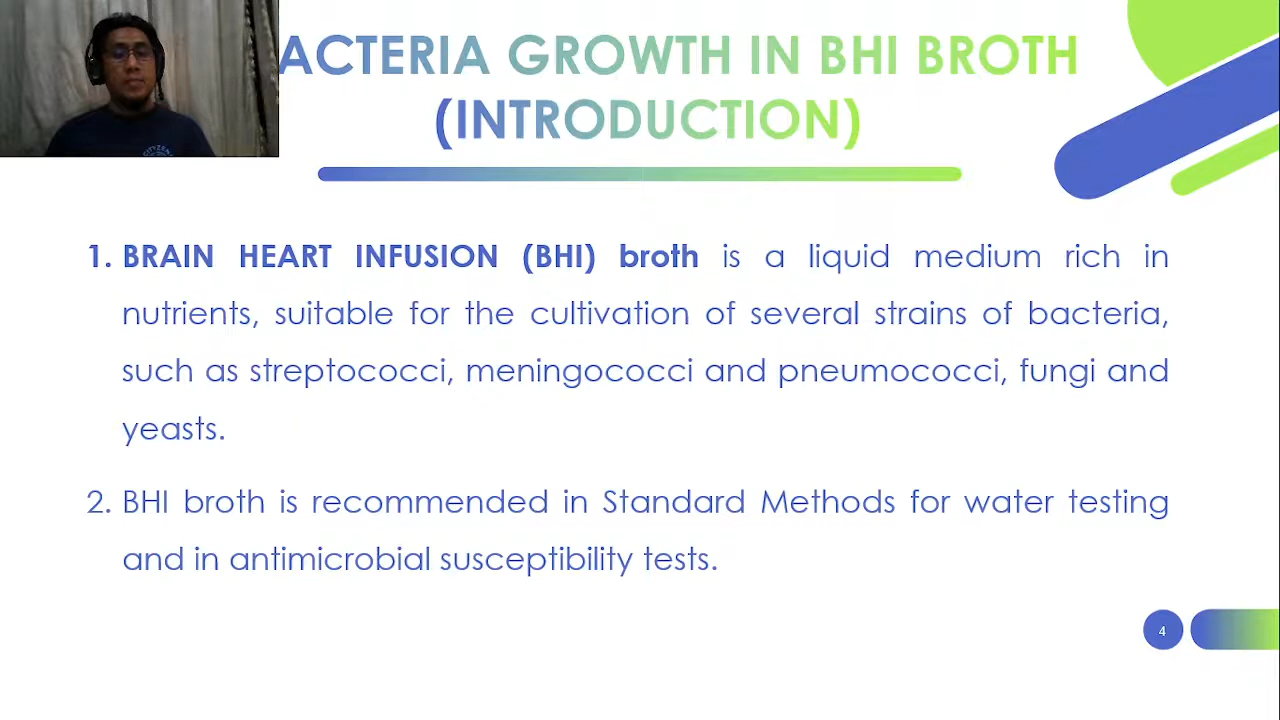 ACTERIA GROWTH IN BHI BROTH
(INTRODUCTION)
1. BRAIN HEART INFUSION (BHI) broth is a liquid medium rich in
nutrients, suitable for the cultivation of several strains of bacteria,
such as streptococci, meningococci and pneumococci, fungi and
yeasts.
2. BHI broth is recommended in Standard Methods for water testing
and in antimicrobial susceptibility tests.
4